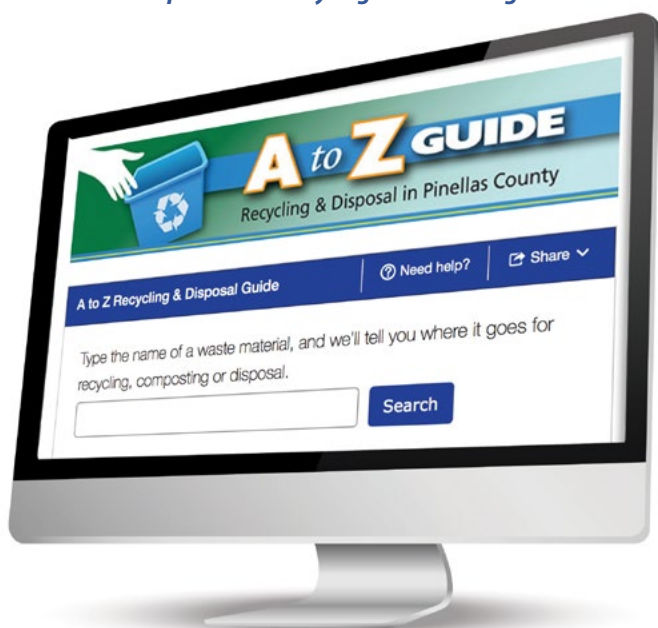 A to Z GUIDE
Recycling & Disposal in Pinellas County
A to Z Recycling & Disposal Guide
Need help?
Share
Type the name of a waste material, and we'll tell you where it goes for
recycling, composting or disposal.
Search